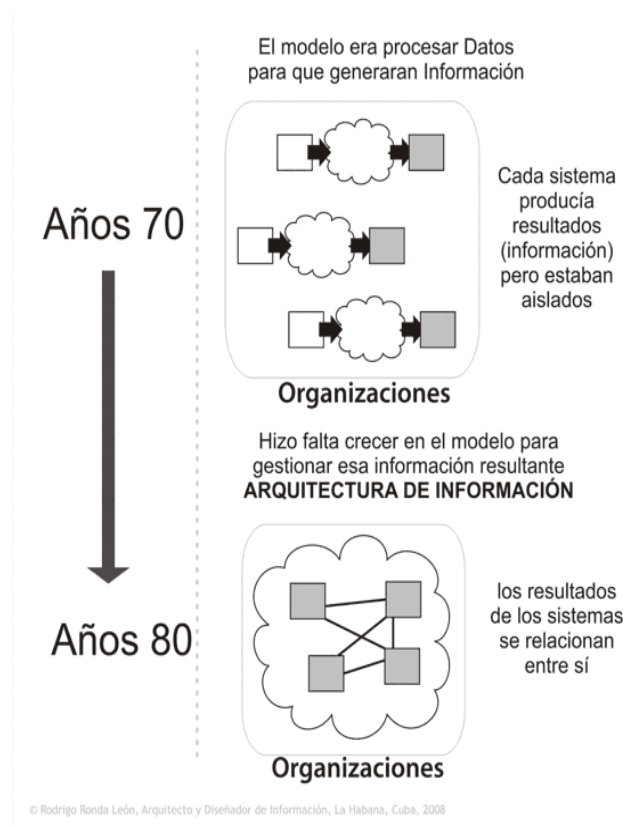 El modelo era procesar Datos
para que generaran Información
Años 70
Cada sistema
producía
resultados
(información)
pero estaban
aislados
Organizaciones
Hizo falta crecer en el modelo para
gestionar esa información resultante
ARQUITECTURA DE INFORMACIÓN
Años 80
los resultados
de los sistemas
se relacionan
entre sí
Organizaciones
© Rodrigo Ronda León, Arquitecto y Diseñador de Información, La Habana, Cuba, 2008